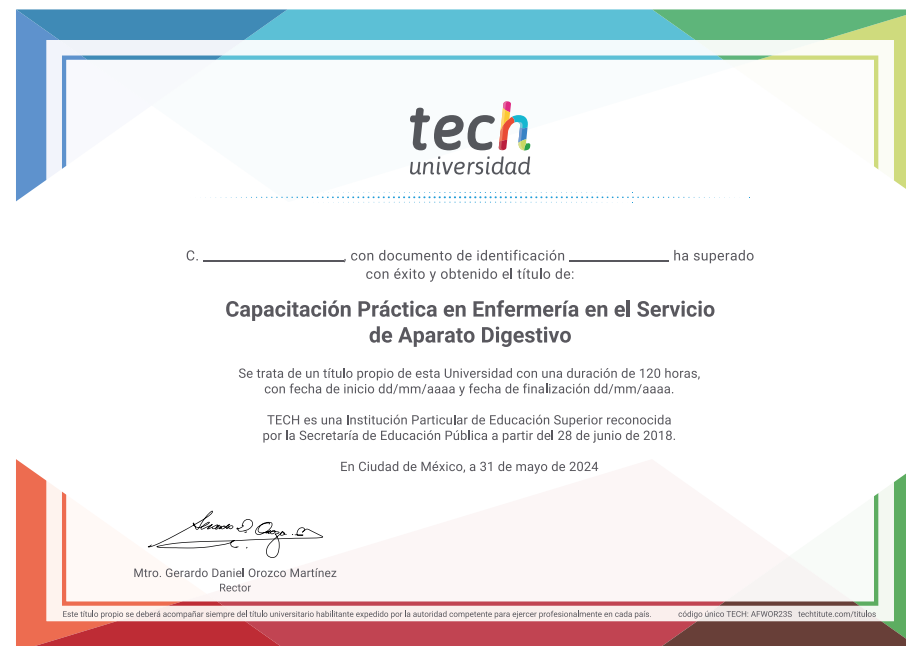 tech
universidad
C. ____________, con documento de identificación ____________ ha superado
con éxito y obtenido el título de:
Capacitación Práctica en Enfermería en el Servicio
de Aparato Digestivo
Se trata de un título propio de esta Universidad con una duración de 120 horas,
con fecha de inicio dd/mm/aaaa y fecha de finalización dd/mm/aaaa.
TECH es una Institución Particular de Educación Superior reconocida
por la Secretaría de Educación Pública a partir del 28 de junio de 2018.
En Ciudad de México, a 31 de mayo de 2024
Mtro. Gerardo Daniel Orozco Martínez
Rector
Este título propio se deberá acompañar siempre del título universitario habilitante expedido por la autoridad competente para ejercer profesionalmente en cada país. código único TECH: AFWOR23S techtitute.com/titulos